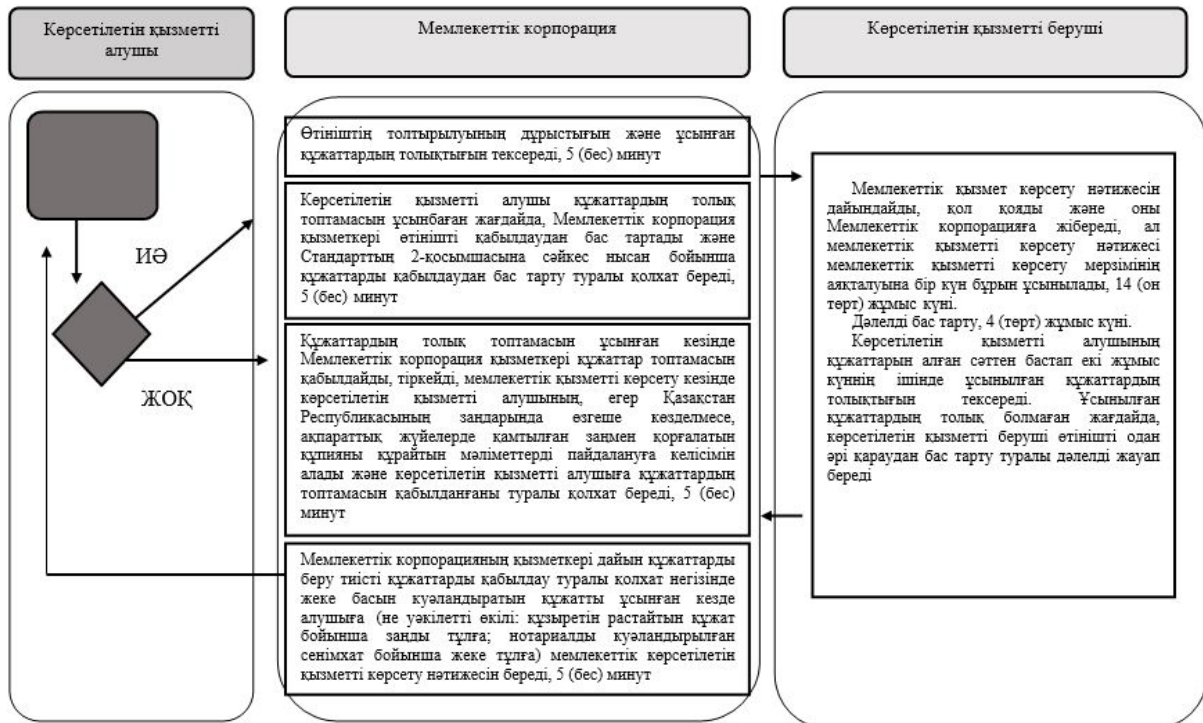 Көрсетілетін қызметті
алушы
Мемлекеттік корпорация
Көрсетілетін қызметті беруші
ИӘ
ЖОҚ
Өтініштің толтырылуының дұрыстығын және ұсынған
құжаттардың толықтығын тексереді, 5 (бес) минут
Көрсетілетін қызметті алушы құжаттардың толық
топтамасын ұсынбаған жағдайда, Мемлекеттік корпорация
қызметкері өтінішті қабылдаудан бас тартады және
Стандарттың 2-қосымшасына сәйкес нысан бойынша
құжаттарды қабылдаудан бас тарту туралы қолхат береді,
5 (бес) минут
Құжаттардың толық топтамасын ұсынған кезінде
Мемлекеттік корпорация қызметкері құжаттар топтамасын
қабылдайды, тіркейді, мемлекеттік қызметті көрсету кезінде
көрсетілетін қызметті алушының, егер Қазақстан
Республикасының заңдарында өзгеше көзделмесе,
ақпараттық жүйелерде қамтылған заңмен қорғалатын
құпияны құрайтын мәліметтерді пайдалануға келісімін
алады және көрсетілетін қызметті алушыға құжаттардың
топтамасын қабылданғаны туралы қолхат береді, 5 (бес)
минут
Мемлекеттік корпорацияның қызметкері дайын құжаттарды
беру тиісті құжаттарды қабылдау туралы қолхат негізінде
жеке басын куәландыратын құжатты ұсынған кезде
алушыға (не уәкілетті өкілі: құзыретін растайтын құжат
бойынша заңды тұлға; нотариалды куәландырылған
сенімхат бойынша жеке тұлға) мемлекеттік көрсетілетін
қызметті көрсету нәтижесін береді, 5 (бес) минут
Мемлекеттік қызмет көрсету нәтижесін
дайындайды, қол қояды және оны
Мемлекеттік корпорацияға жібереді, ал
мемлекеттік қызметті көрсету нәтижесі
мемлекеттік қызметті көрсету мерзімінің
аяқталуына бір күн бұрын ұсынылады, 14 (он
төрт) жұмыс күні.
Дәлелді бас тарту, 4 (төрт) жұмыс күні.
Көрсетілетін қызметті алушының
құжаттарын алған сәттен бастап екі жұмыс
күннің ішінде ұсынылған құжаттардың
толықтығын тексереді. Ұсынылған
құжаттардың толық болмаған жағдайда,
көрсетілетін қызметті беруші өтінішті одан
әрі қараудан бас тарту туралы дәлелді жауап
береді